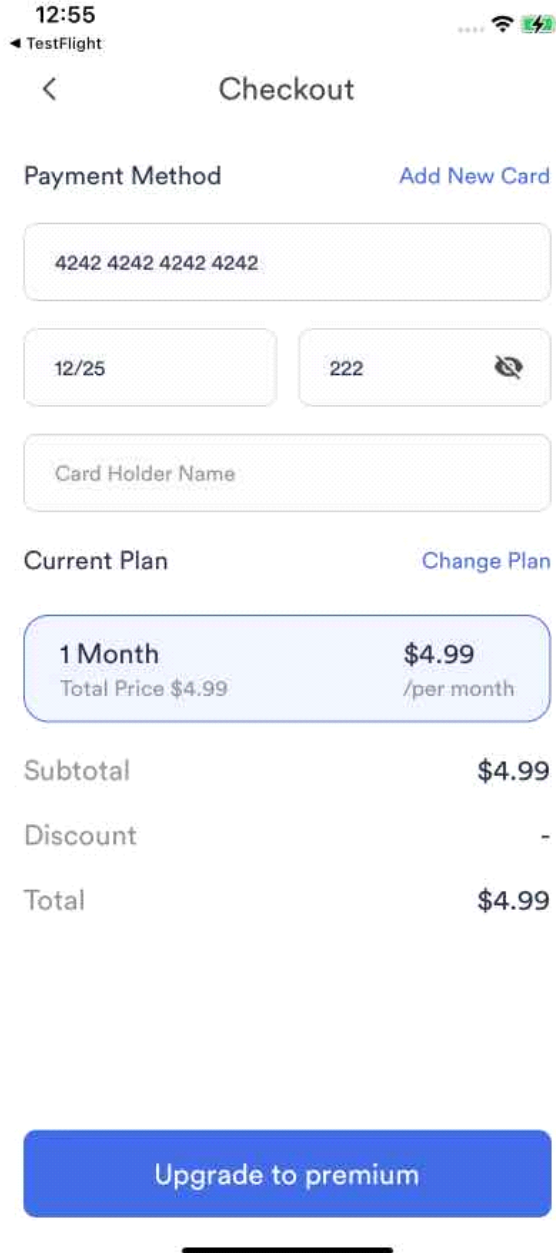 12:55
◀ TestFlight
Checkout
Payment Method Add New Card
4242 4242 4242 4242
12/25 222
Card Holder Name
Current Plan Change Plan
1 Month $4.99
Total Price $4.99 /per month
Subtotal $4.99
Discount -
Total $4.99
Upgrade to premium